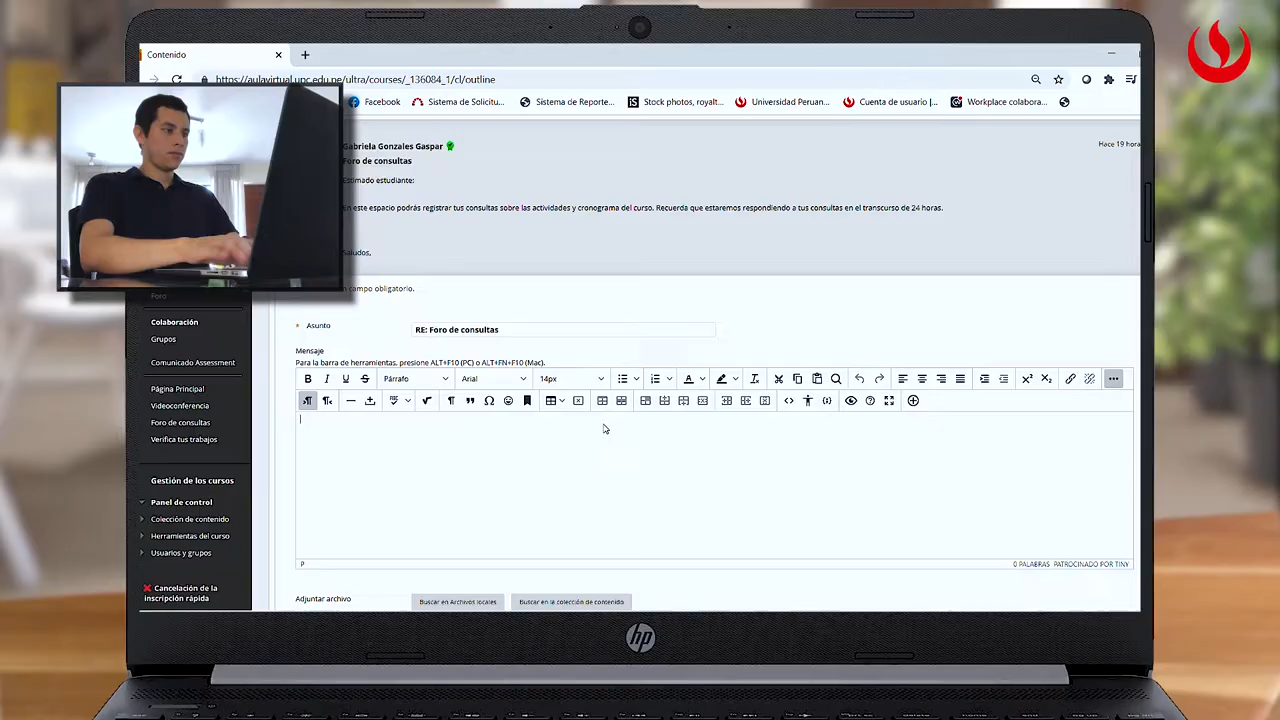 Contenido
https://aulavirtual.upc.edu.pe/ultra/courses/_136084_1/cl/outline
Facebook
Sistema de Solicitu...
Sistema de Reporte...
Stock photos, royalt...
Universidad Peruan...
Cuenta de usuario |...
Workplace colabora...
Gabriela Gonzales Gaspar
Hace 19 hora
Foro de consultas
Estimado estudiante:
En este espacio podrás registrar tus consultas sobre las actividades y cronograma del curso. Recuerda que estaremos respondiendo a tus consultas en el transcurso de 24 horas.
Saludos,
n campo obligatorio.
Foro
Colaboración
Grupos
Comunicado Assessment
Página Principal
Videoconferencia
Foro de consultas
Verifica tus trabajos
Gestión de los cursos
Panel de control
Colección de contenido
Herramientas del curso
Usuarios y grupos
Cancelación de la
inscripción rápida
* Asunto
RE: Foro de consultas
Mensaje
Para la barra de herramientas, presione ALT+F10 (PC) o ALT+FN+F10 (Mac).
B I U S Párrafo Arial 14px
P
0 PALABRAS PATROCINADO POR TINY
Adjuntar archivo
Buscar en Archivos locales
Buscar en la colección de contenido
hp